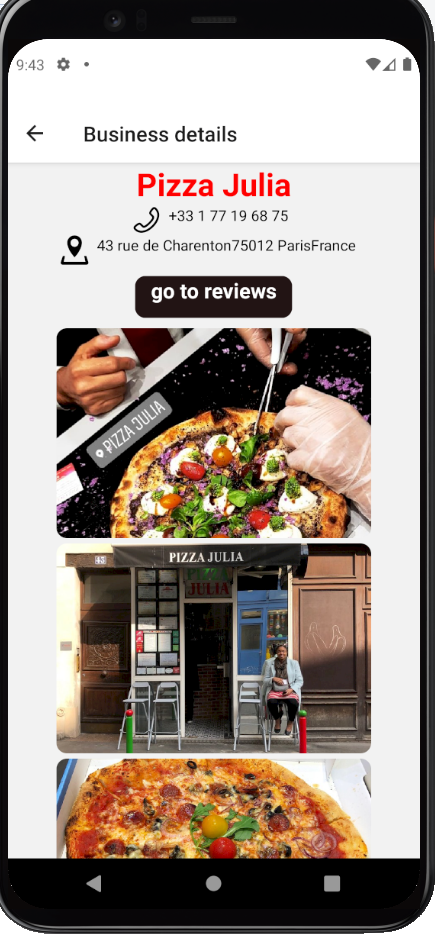 9:43
Business details
Pizza Julia
+33 1 77 19 68 75
43 rue de Charenton75012 ParisFrance
go to reviews
PIZZA JULIA
PIZZA JULIA
JULIA